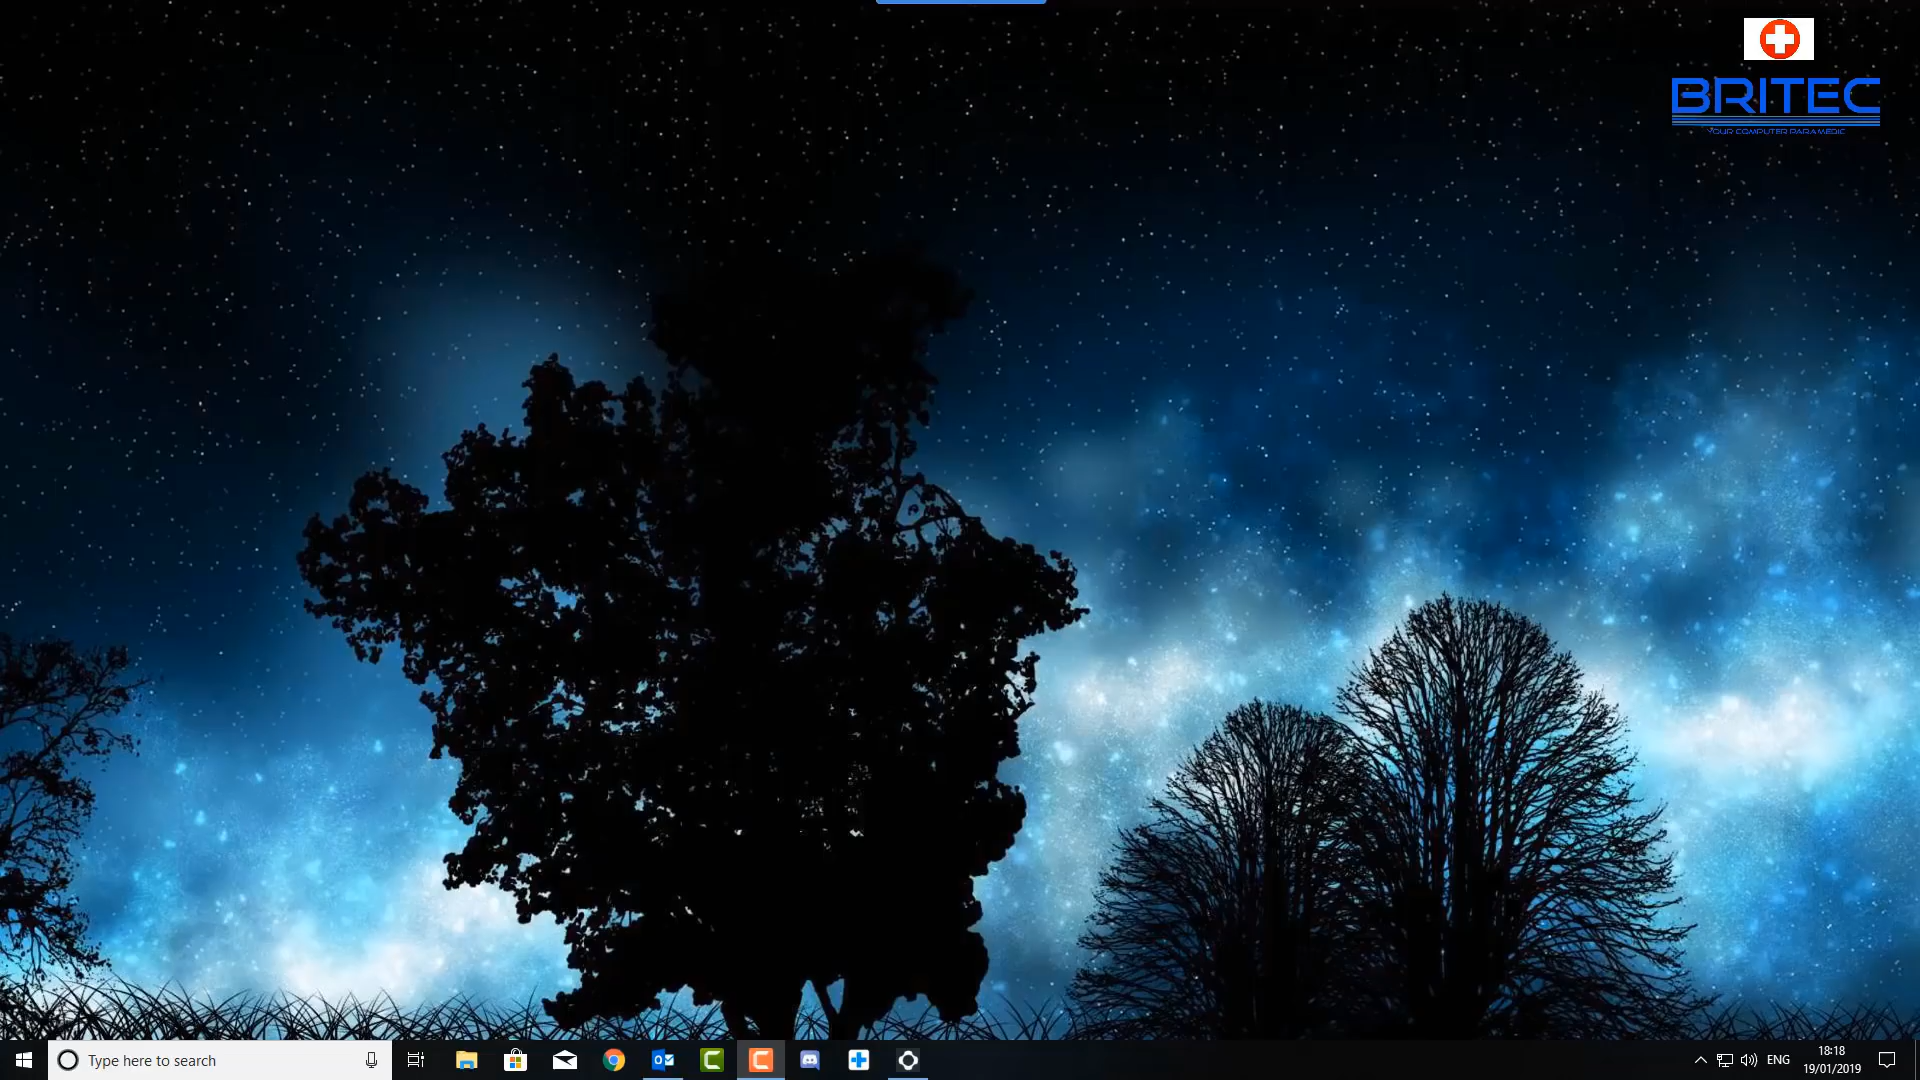 BRITEC
YOUR COMPUTER PARAMEDIC
Type here to search
ENG
18:18
19/01/2019